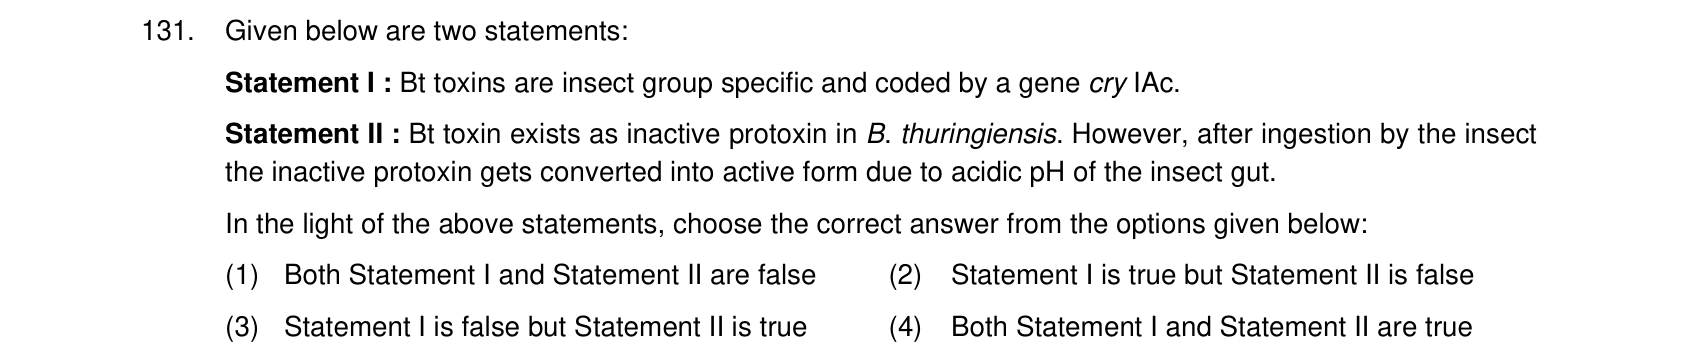 131. Given below are two statements:
Statement I : Bt toxins are insect group specific and coded by a gene cry IAc.
Statement II : Bt toxin exists as inactive protoxin in B. thuringiensis. However, after ingestion by the insect
the inactive protoxin gets converted into active form due to acidic pH of the insect gut.
In the light of the above statements, choose the correct answer from the options given below:
(1) Both Statement I and Statement II are false (2) Statement I is true but Statement II is false
(3) Statement I is false but Statement II is true (4) Both Statement I and Statement II are true